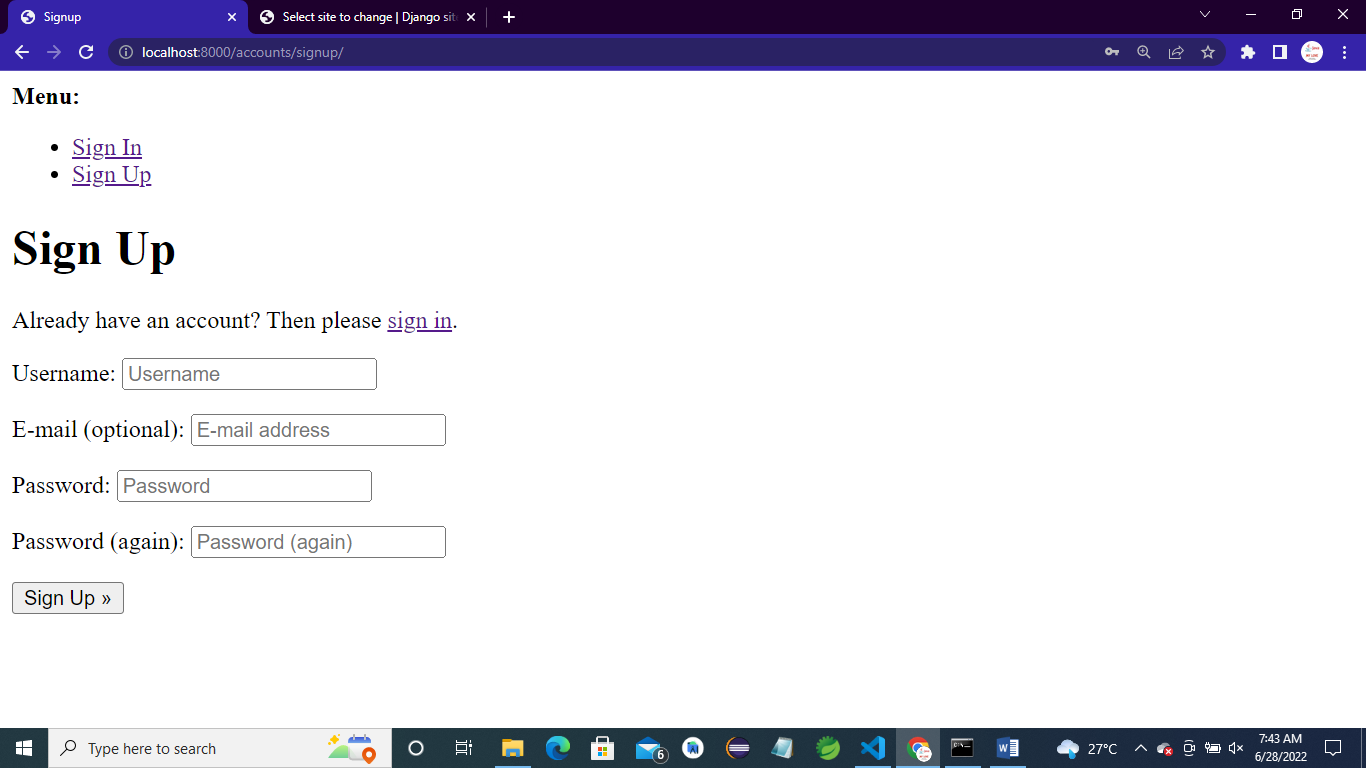 Signup
Select site to change | Django sit
localhost:8000/accounts/signup/
Menu:
Sign In
Sign Up
Sign Up
Already have an account? Then please sign in.
Username: Username
E-mail (optional): E-mail address
Password: Password
Password (again): Password (again)
Sign Up »
Type here to search
6
27°C
7:43 AM
6/28/2022